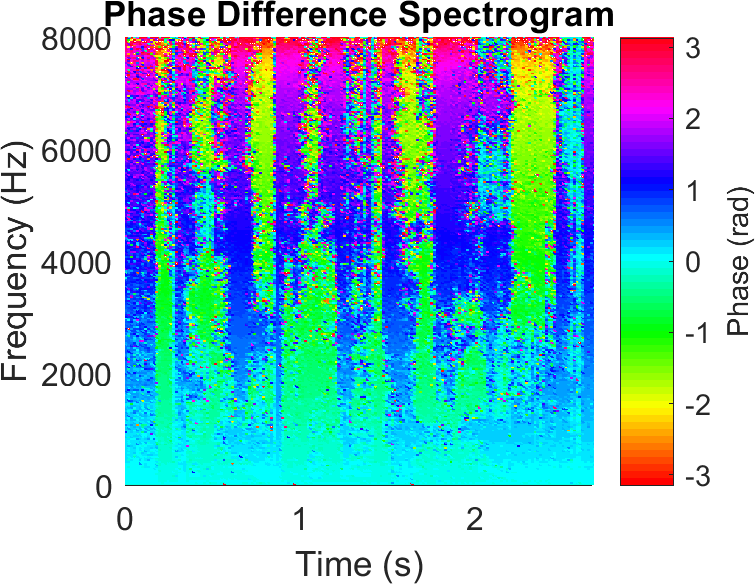 Phase Difference Spectrogram
8000
6000
4000
2000
0
Frequency (Hz)
0 1 2
Time (s)
3
2
1
0
-1
-2
-3
Phase (rad)